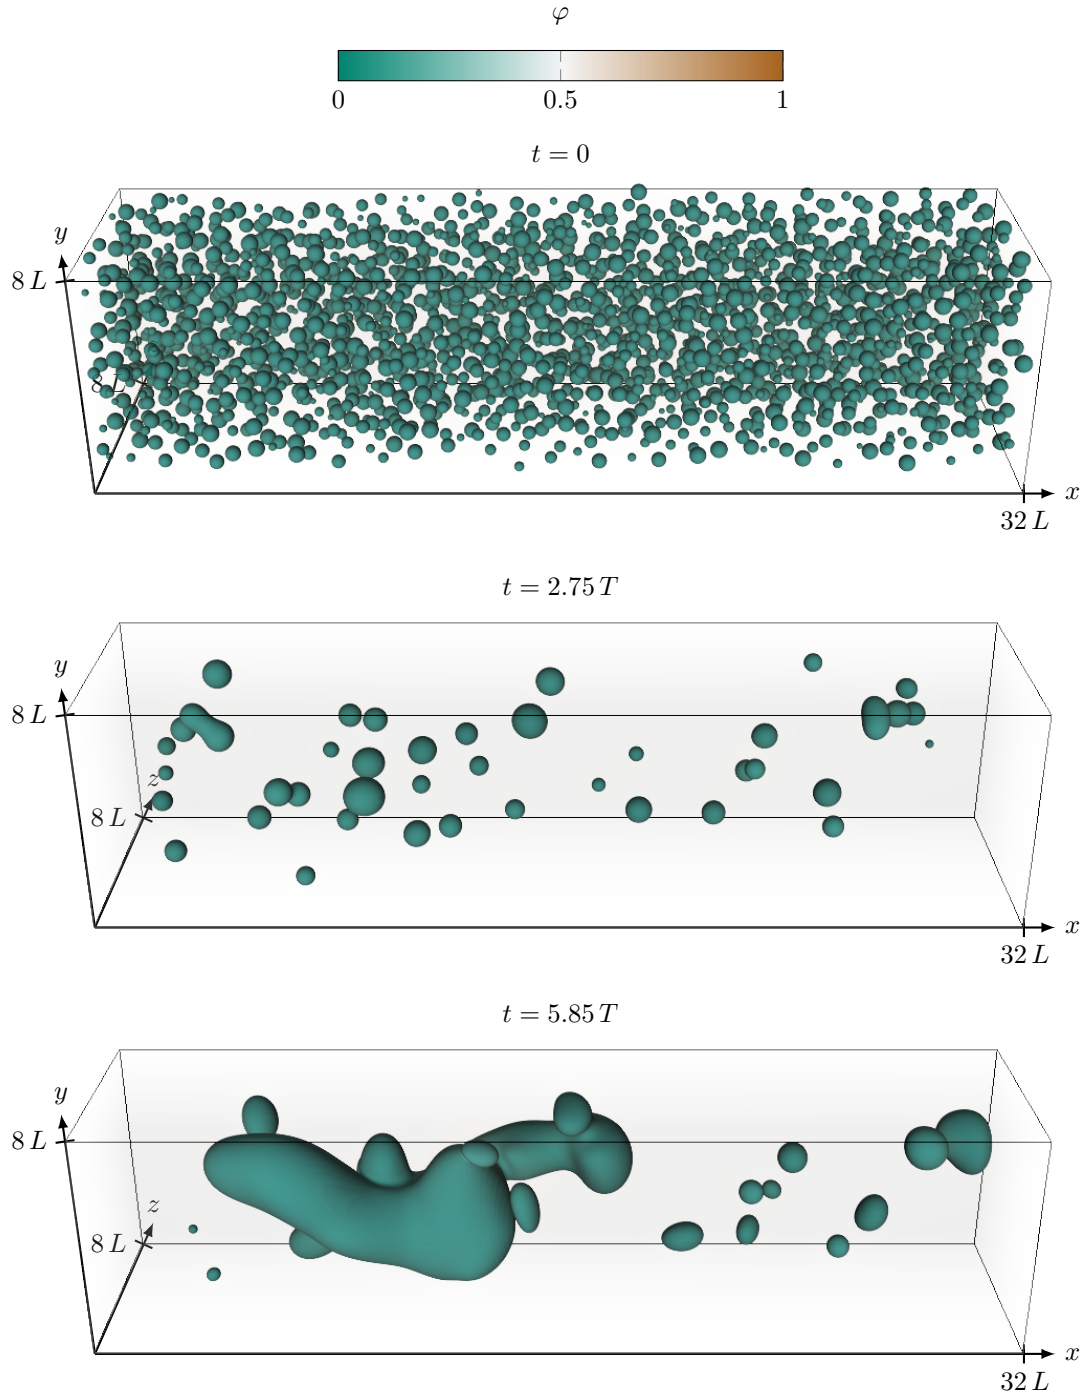 φ
0 0.5 1
t = 0
y
8 L
8 L
x
32 L
t = 2.75 T
y
8 L
z
8 L
x
32 L
t = 5.85 T
y
8 L
z
8 L
x
32 L